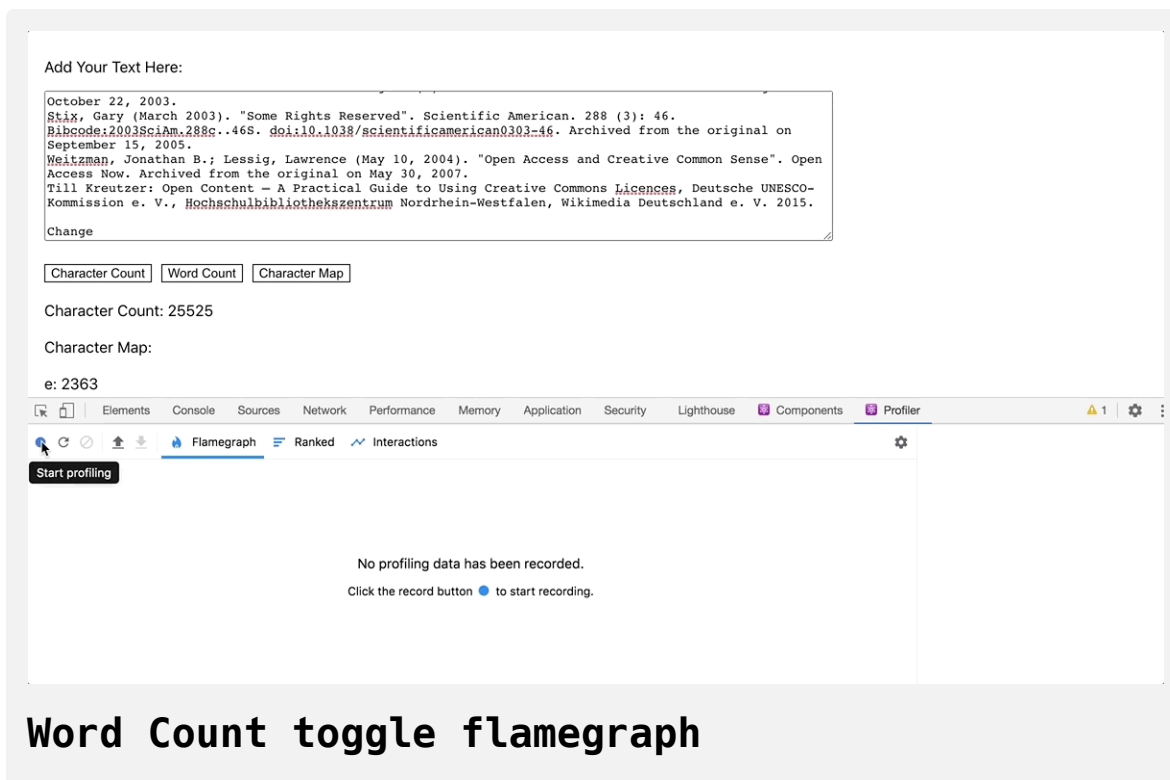 Add Your Text Here:
October 22, 2003.
Stix, Gary (March 2003). "Some Rights Reserved". Scientific American. 288 (3): 46.
Bibcode:2003SciAm.288c..46S. doi:10.1038/scientificamerican0303-46. Archived from the original on
September 15, 2005.
Weitzman, Jonathan B.; Lessig, Lawrence (May 10, 2004). "Open Access and Creative Common Sense". Open
Access Now. Archived from the original on May 30, 2007.
Till Kreutzer: Open Content – A Practical Guide to Using Creative Commons Licences, Deutsche UNESCO-
Kommission e. V., Hochschulbibliothekszentrum Nordrhein-Westfalen, Wikimedia Deutschland e. V. 2015.
Change
Character Count Word Count Character Map
Character Count: 25525
Character Map:
e: 2363
Elements Console Sources Network Performance Memory Application Security Lighthouse Components Profiler 1
Flamegraph Ranked Interactions
Start profiling
No profiling data has been recorded.
Click the record button to start recording.
Word Count toggle flamegraph